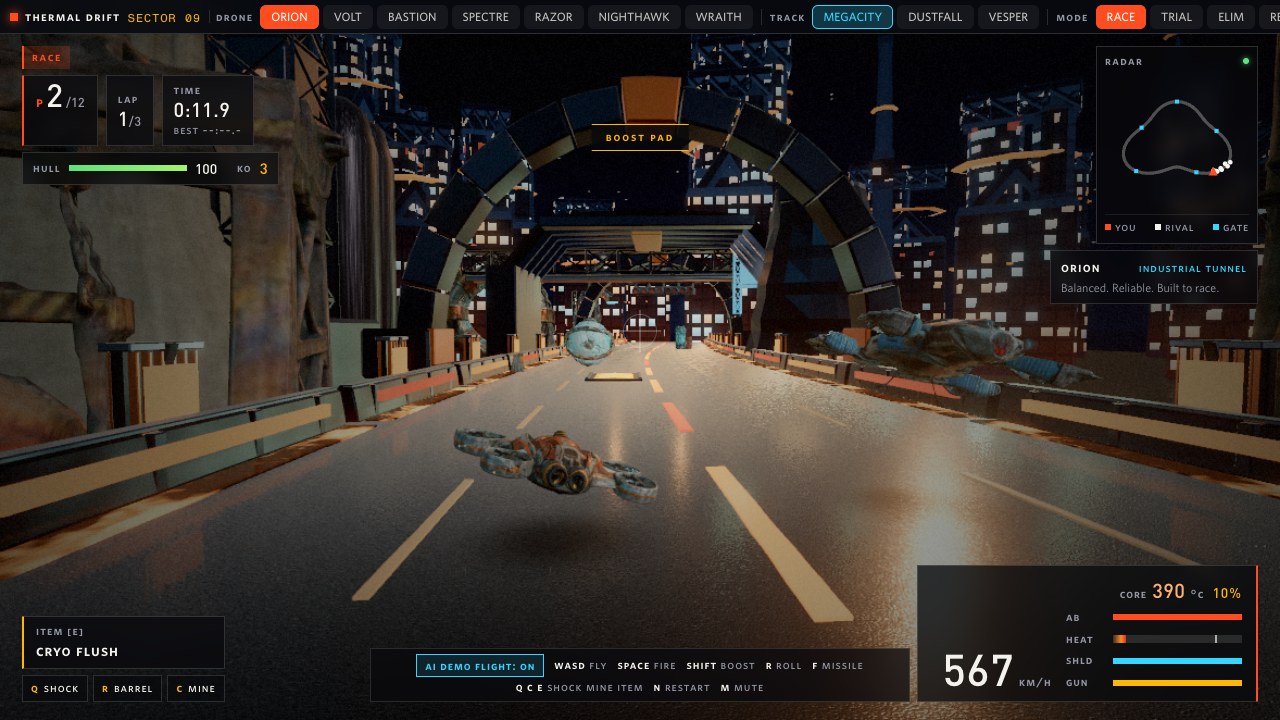 THERMAL DRIFT SECTOR 09 DRONE ORION VOLT BASTION SPECTRE RAZOR NIGHTHAWK WRAITH TRACK MEGACITY DUSTFALL VESPER MODE RACE TRIAL ELIM
RACE
P 2 /12
LAP
1/3
TIME
0:11.9
BEST --:--.-
HULL 100 KO 3
BOOST PAD
RADAR
YOU RIVAL GATE
ORION INDUSTRIAL TUNNEL
Balanced. Reliable. Built to race.
ITEM [E]
CRYO FLUSH
Q SHOCK R BARREL C MINE
AI DEMO FLIGHT: ON WASD FLY SPACE FIRE SHIFT BOOST R ROLL F MISSILE
Q C E SHOCK MINE ITEM N RESTART M MUTE
567 KM/H
CORE 390 °C 10%
AB
HEAT
SHLD
GUN